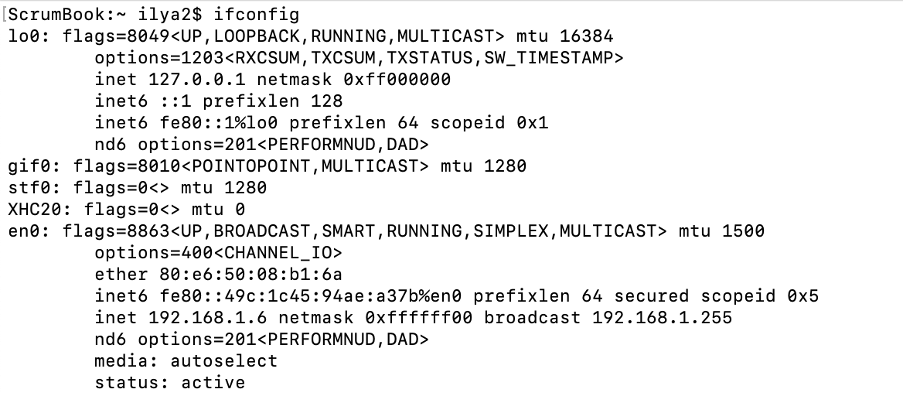 [ScrumBook:~ ilya2$ ifconfig
lo0: flags=8049<UP,LOOPBACK,RUNNING,MULTICAST> mtu 16384
options=1203<RXCSUM,TXCSUM,TXSTATUS,SW_TIMESTAMP>
inet 127.0.0.1 netmask 0xff000000
inet6 ::1 prefixlen 128
inet6 fe80::1%lo0 prefixlen 64 scopeid 0x1
nd6 options=201<PERFORMNUD,DAD>
gif0: flags=8010<POINTOPOINT,MULTICAST> mtu 1280
stf0: flags=0<> mtu 1280
XHC20: flags=0<> mtu 0
en0: flags=8863<UP,BROADCAST,SMART,RUNNING,SIMPLEX,MULTICAST> mtu 1500
options=400<CHANNEL_IO>
ether 80:e6:50:08:b1:6a
inet6 fe80::49c:1c45:94ae:a37b%en0 prefixlen 64 secured scopeid 0x5
inet 192.168.1.6 netmask 0xffffff00 broadcast 192.168.1.255
nd6 options=201<PERFORMNUD,DAD>
media: autoselect
status: active